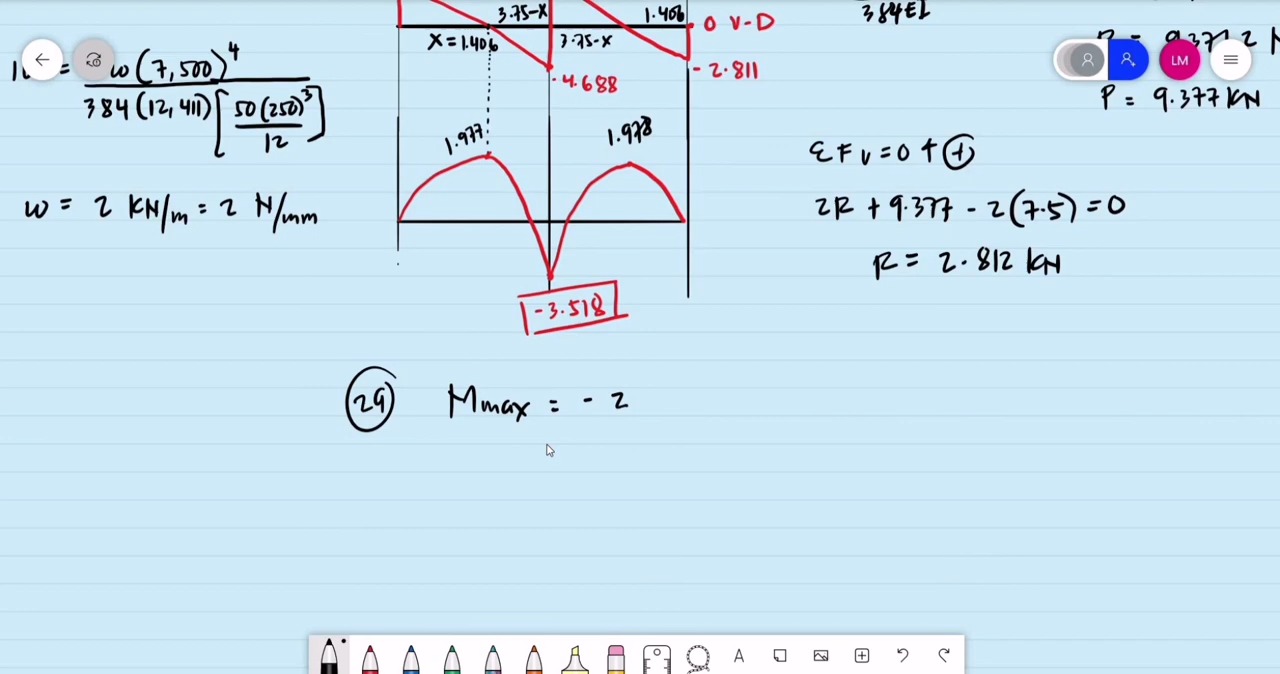 3.75-x 1.406 0 V-D 384EI
x = 1.406 3.75-x
- 2.811
-4.688
w(7,500)⁴
384(12,411)[50(250)³/12]
P = 9.377 KN
LM
1.977 1.978
ΣFv = 0 ↑ +
w = 2 KN/m = 2 N/mm
2R + 9.377 - 2(7.5) = 0
R = 2.812 KN
-3.518
29 Mmax = - 2
A